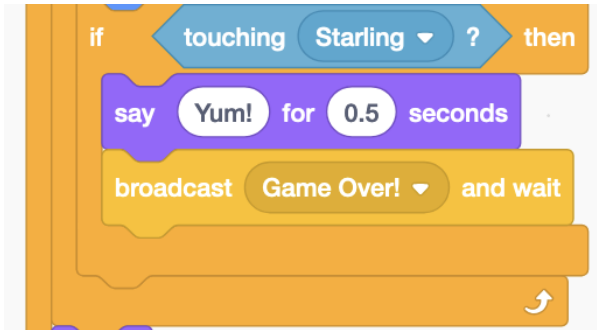 if touching Starling ? then
say Yum! for 0.5 seconds
broadcast Game Over! and wait